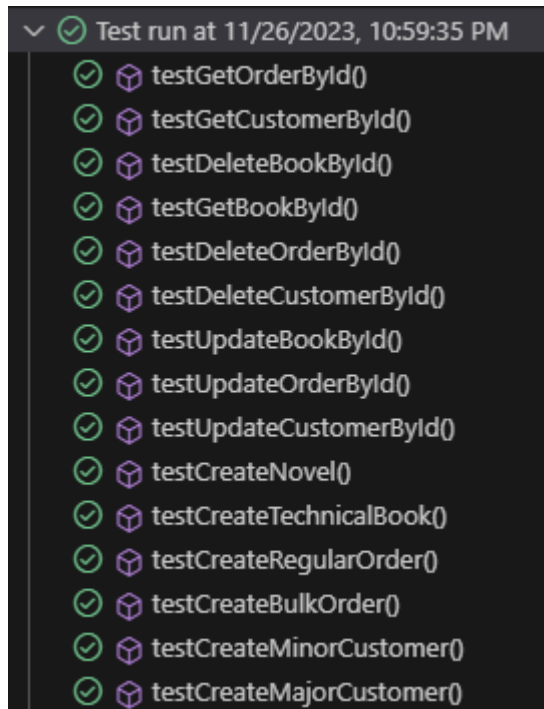 Test run at 11/26/2023, 10:59:35 PM
testGetOrderById()
testGetCustomerById()
testDeleteBookById()
testGetBookById()
testDeleteOrderById()
testDeleteCustomerById()
testUpdateBookById()
testUpdateOrderById()
testUpdateCustomerById()
testCreateNovel()
testCreateTechnicalBook()
testCreateRegularOrder()
testCreateBulkOrder()
testCreateMinorCustomer()
testCreateMajorCustomer()